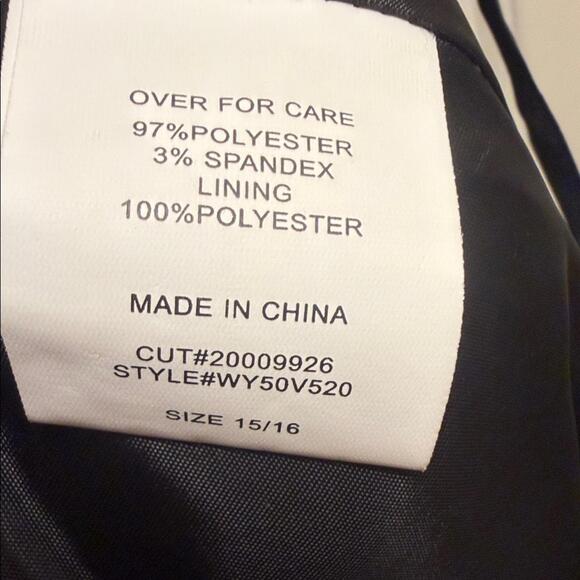 OVER FOR CARE
97%POLYESTER
3% SPANDEX
LINING
100%POLYESTER
MADE IN CHINA
CUT#20009926
STYLE#WY50V520
SIZE 15/16